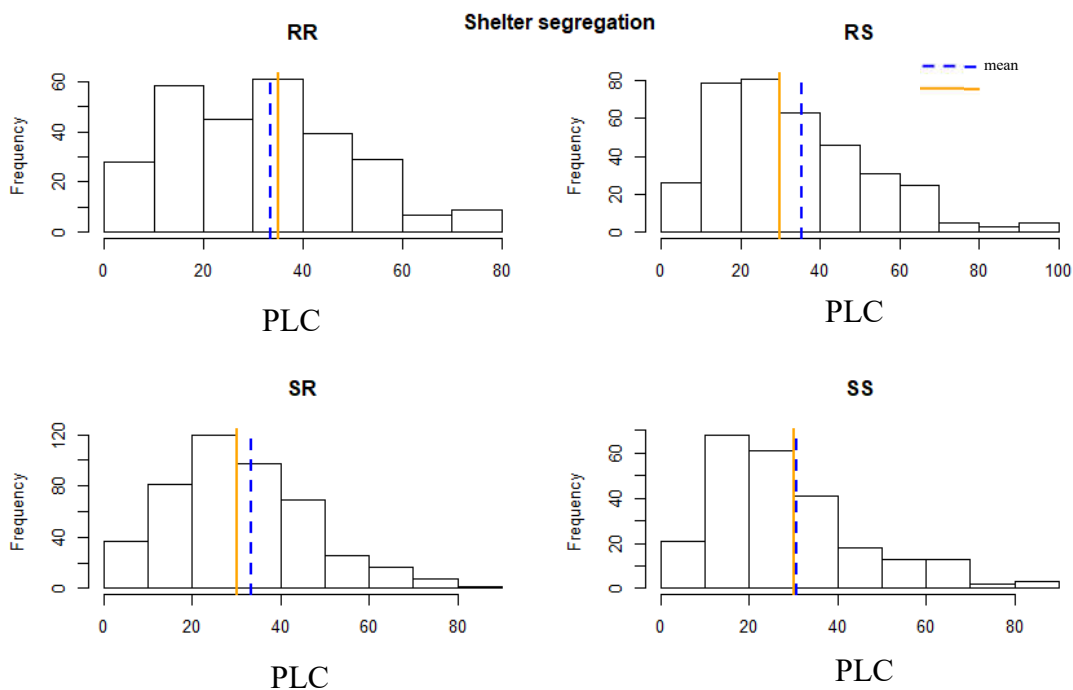 Shelter segregation
RR
Frequency
0 20 40 60
0 20 40 60 80
PLC
RS
mean
Frequency
0 20 40 60 80
0 20 40 60 80 100
PLC
SR
Frequency
0 40 80 120
0 20 40 60 80
PLC
SS
Frequency
0 20 40 60
0 20 40 60 80
PLC